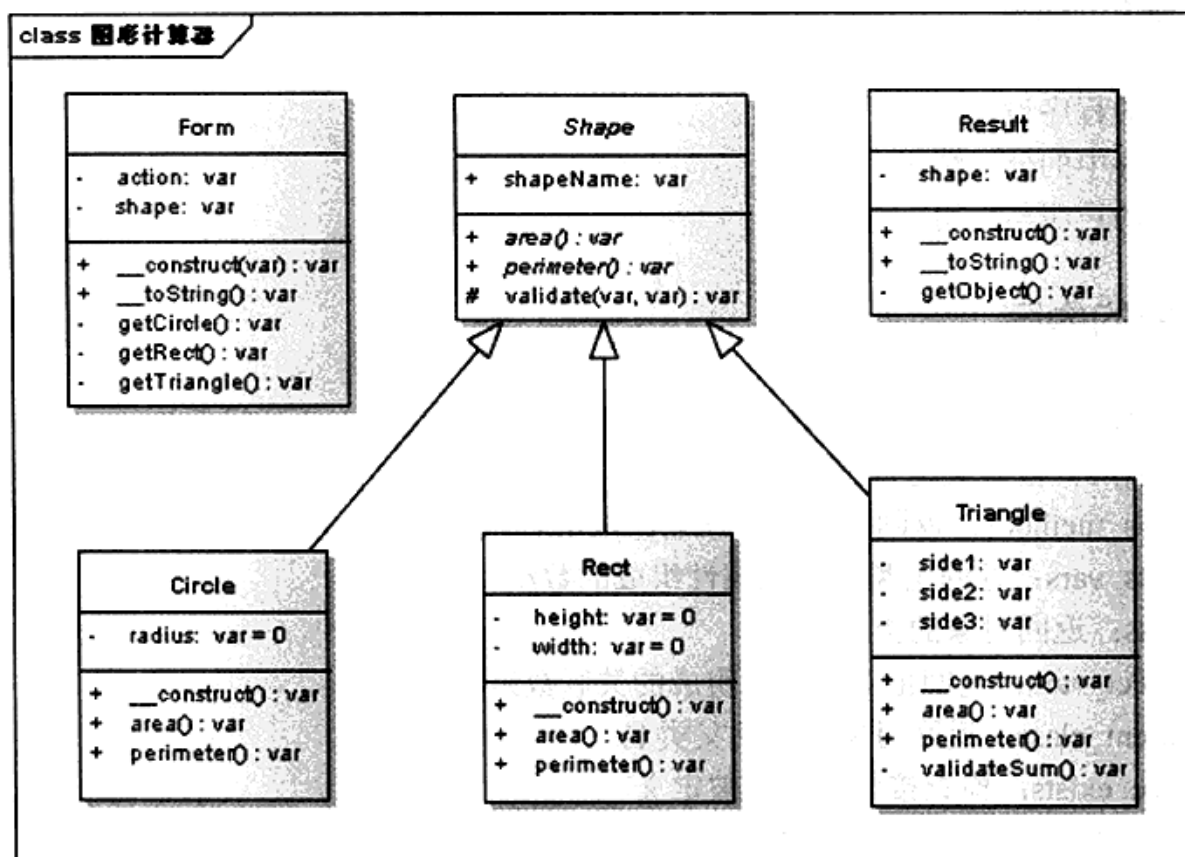 class 图形计算器
Form
- action: var
- shape: var
+ __construct(var) : var
+ __toString() : var
- getCircle() : var
- getRect() : var
- getTriangle() : var
Shape
+ shapeName: var
+ area() : var
+ perimeter() : var
# validate(var, var) : var
Result
- shape: var
+ __construct() : var
+ __toString() : var
- getObject() : var
Circle
- radius: var = 0
+ __construct() : var
+ area() : var
+ perimeter() : var
Rect
- height: var = 0
- width: var = 0
+ __construct() : var
+ area() : var
+ perimeter() : var
Triangle
- side1: var
- side2: var
- side3: var
+ __construct() : var
+ area() : var
+ perimeter() : var
- validateSum() : var